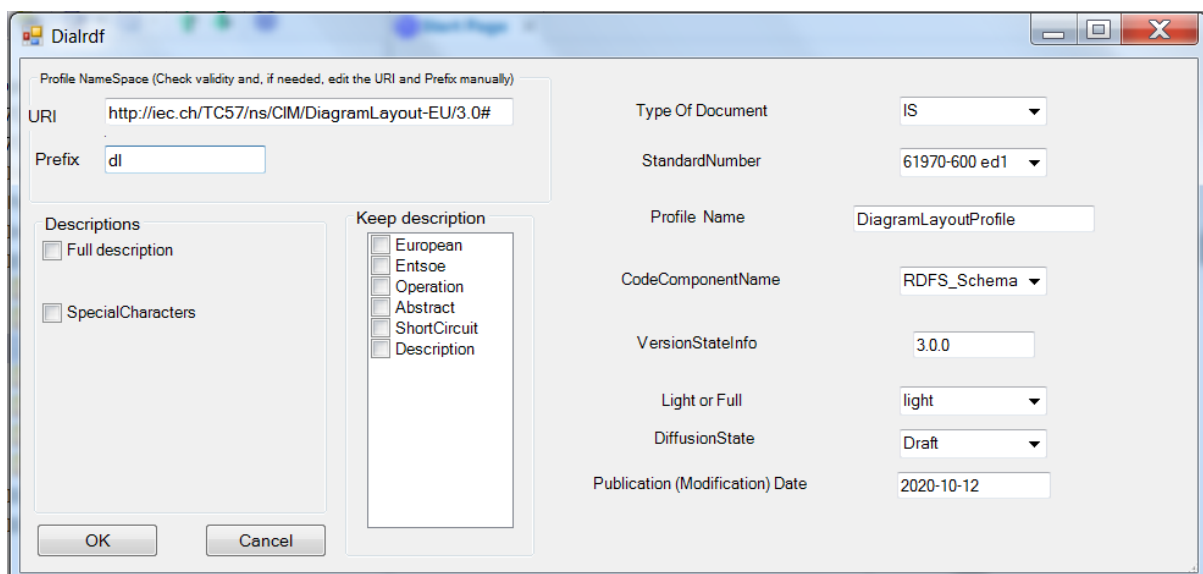 Start Page
Dialrdf
Profile NameSpace (Check validity and, if needed, edit the URI and Prefix manually)
URI
http://iec.ch/TC57/ns/CIM/DiagramLayout-EU/3.0#
Prefix
dl
Descriptions
Full description
SpecialCharacters
Keep description
European
Entsoe
Operation
Abstract
ShortCircuit
Description
OK
Cancel
Type Of Document
IS
StandardNumber
61970-600 ed1
Profile Name
DiagramLayoutProfile
CodeComponentName
RDFS_Schema
VersionStateInfo
3.0.0
Light or Full
light
DiffusionState
Draft
Publication (Modification) Date
2020-10-12